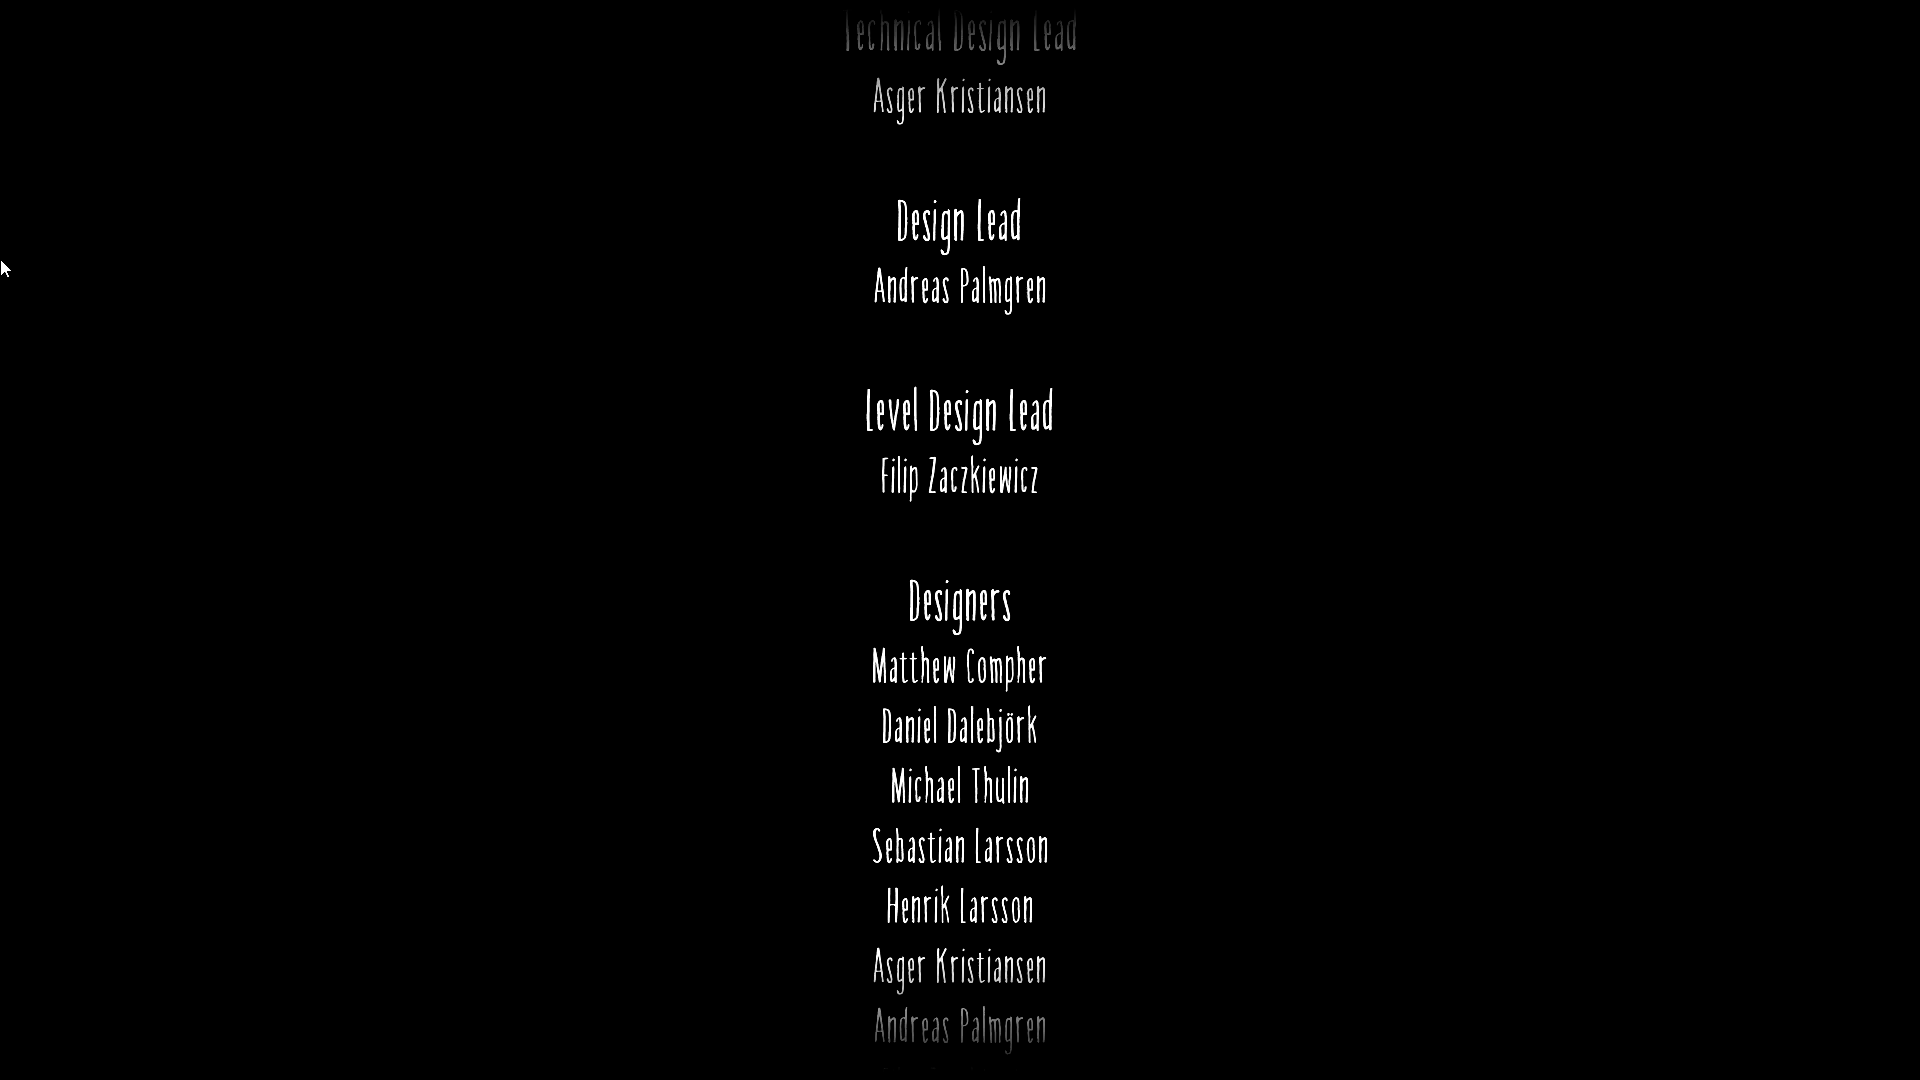 Technical Design Lead
Asger Kristiansen
Design Lead
Andreas Palmgren
Level Design Lead
Filip Zaczkiewicz
Designers
Matthew Compher
Daniel Dalebjörk
Michael Thulin
Sebastian Larsson
Henrik Larsson
Asger Kristiansen
Andreas Palmgren